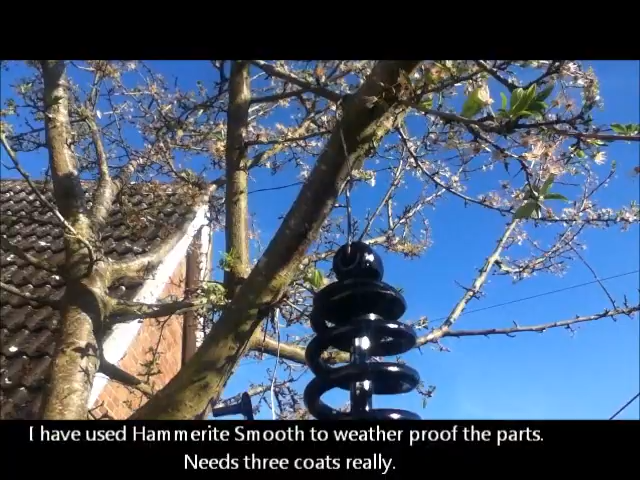 I have used Hammerite Smooth to weather proof the parts.
Needs three coats really.